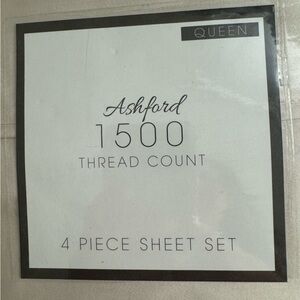 QUEEN
Ashford
1500
THREAD COUNT
4 PIECE SHEET SET